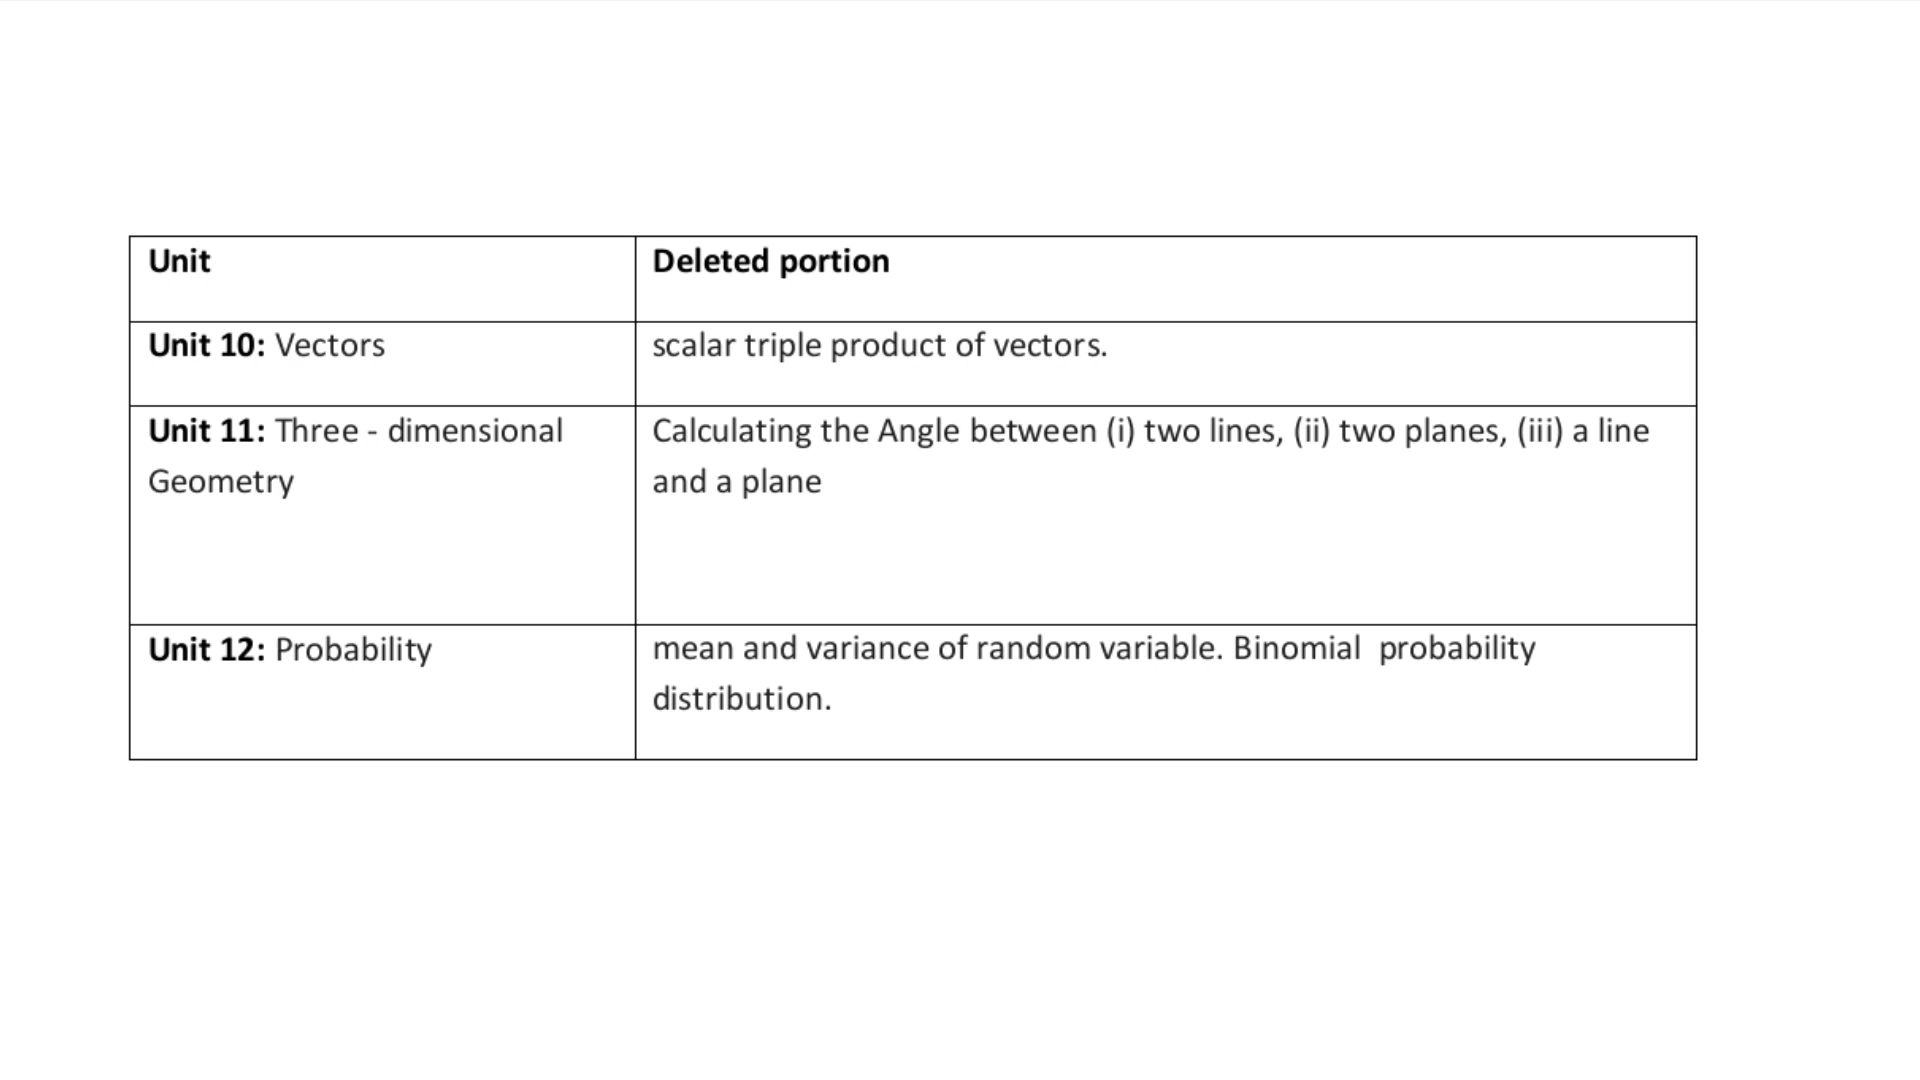 Unit
Deleted portion
Unit 10: Vectors
scalar triple product of vectors.
Unit 11: Three - dimensional
Geometry
Calculating the Angle between (i) two lines, (ii) two planes, (iii) a line
and a plane
Unit 12: Probability
mean and variance of random variable. Binomial  probability
distribution.